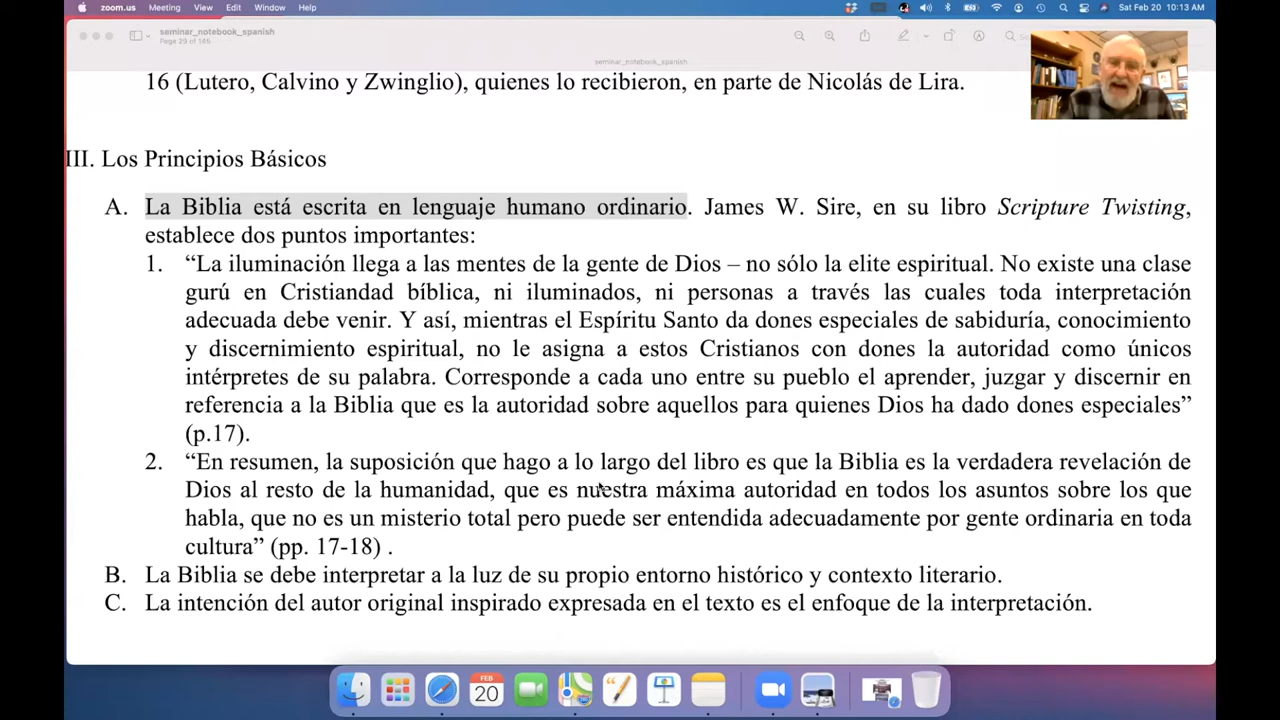 zoom.us Meeting View Edit Window Help Sat Feb 20 10:13 AM
seminar_notebook_spanish
Page 29 of 165
seminar_notebook_spanish...
16 (Lutero, Calvino y Zwinglio), quienes lo recibieron, en parte de Nicolás de Lira.
III. Los Principios Básicos
A. La Biblia está escrita en lenguaje humano ordinario. James W. Sire, en su libro Scripture Twisting,
establece dos puntos importantes:
1. “La iluminación llega a las mentes de la gente de Dios – no sólo la elite espiritual. No existe una clase
gurú en Cristiandad bíblica, ni iluminados, ni personas a través las cuales toda interpretación
adecuada debe venir. Y así, mientras el Espíritu Santo da dones especiales de sabiduría, conocimiento
y discernimiento espiritual, no le asigna a estos Cristianos con dones la autoridad como únicos
intérpretes de su palabra. Corresponde a cada uno entre su pueblo el aprender, juzgar y discernir en
referencia a la Biblia que es la autoridad sobre aquellos para quienes Dios ha dado dones especiales”
(p.17).
2. “En resumen, la suposición que hago a lo largo del libro es que la Biblia es la verdadera revelación de
Dios al resto de la humanidad, que es nuestra máxima autoridad en todos los asuntos sobre los que
habla, que no es un misterio total pero puede ser entendida adecuadamente por gente ordinaria en toda
cultura” (pp. 17-18) .
B. La Biblia se debe interpretar a la luz de su propio entorno histórico y contexto literario.
C. La intención del autor original inspirado expresada en el texto es el enfoque de la interpretación.
FEB
20